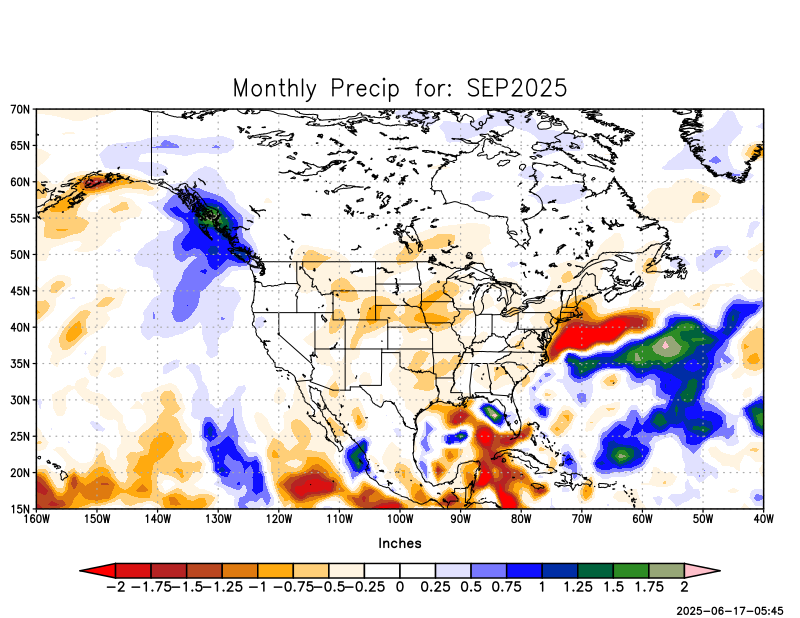 Monthly Precip for: SEP2025
70N
65N
60N
55N
50N
45N
40N
35N
30N
25N
20N
15N
160W 150W 140W 130W 120W 110W 100W 90W 80W 70W 60W 50W 40W
Inches
-2 -1.75 -1.5 -1.25 -1 -0.75 -0.5 -0.25 0 0.25 0.5 0.75 1 1.25 1.5 1.75 2
2025-06-17-05:45